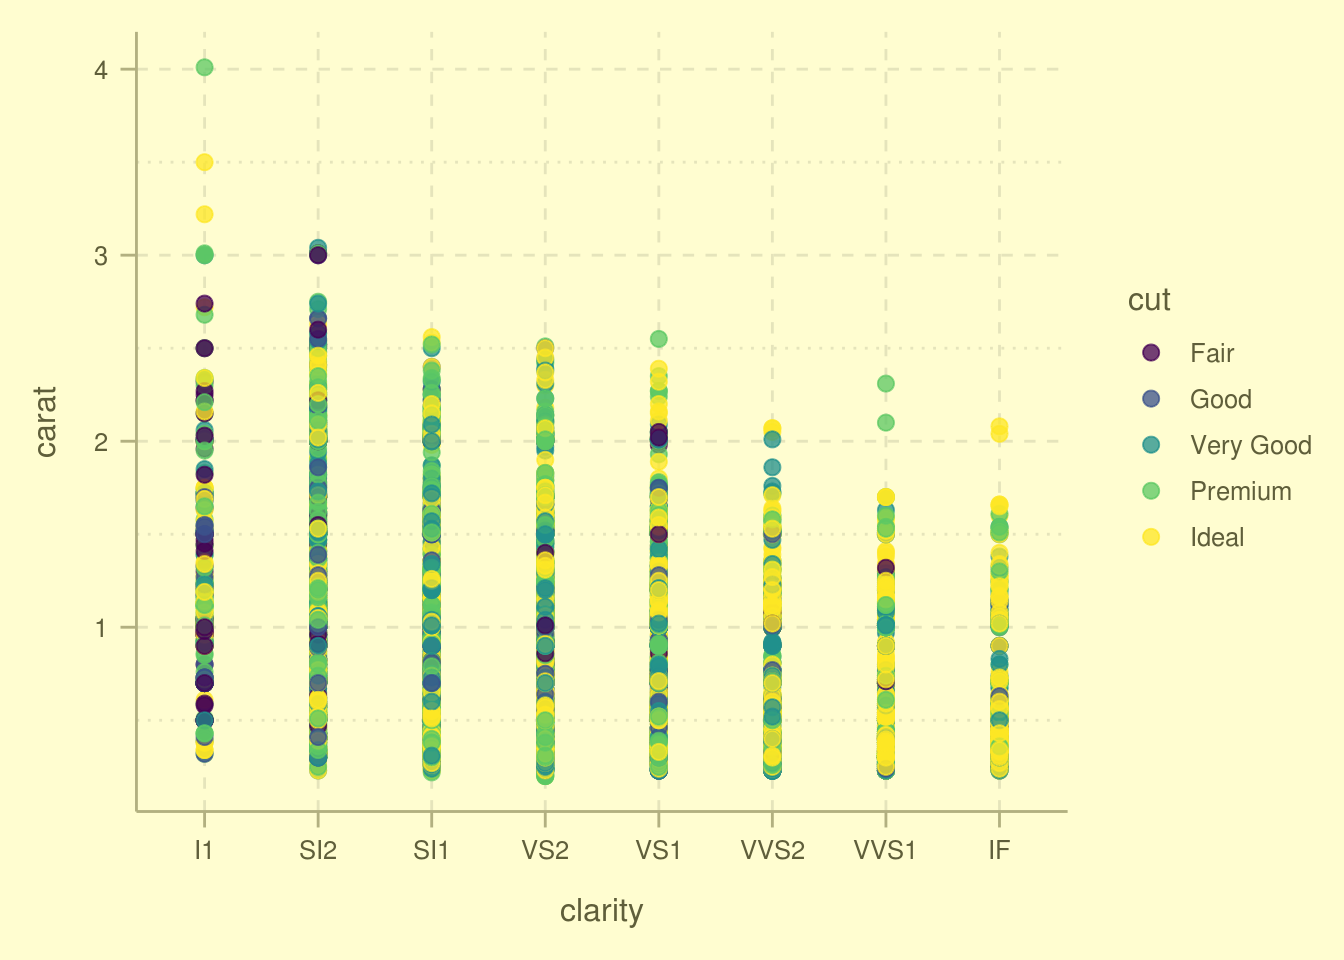 4
3
2
1
carat
I1 SI2 SI1 VS2 VS1 VVS2 VVS1 IF
clarity
cut
Fair
Good
Very Good
Premium
Ideal